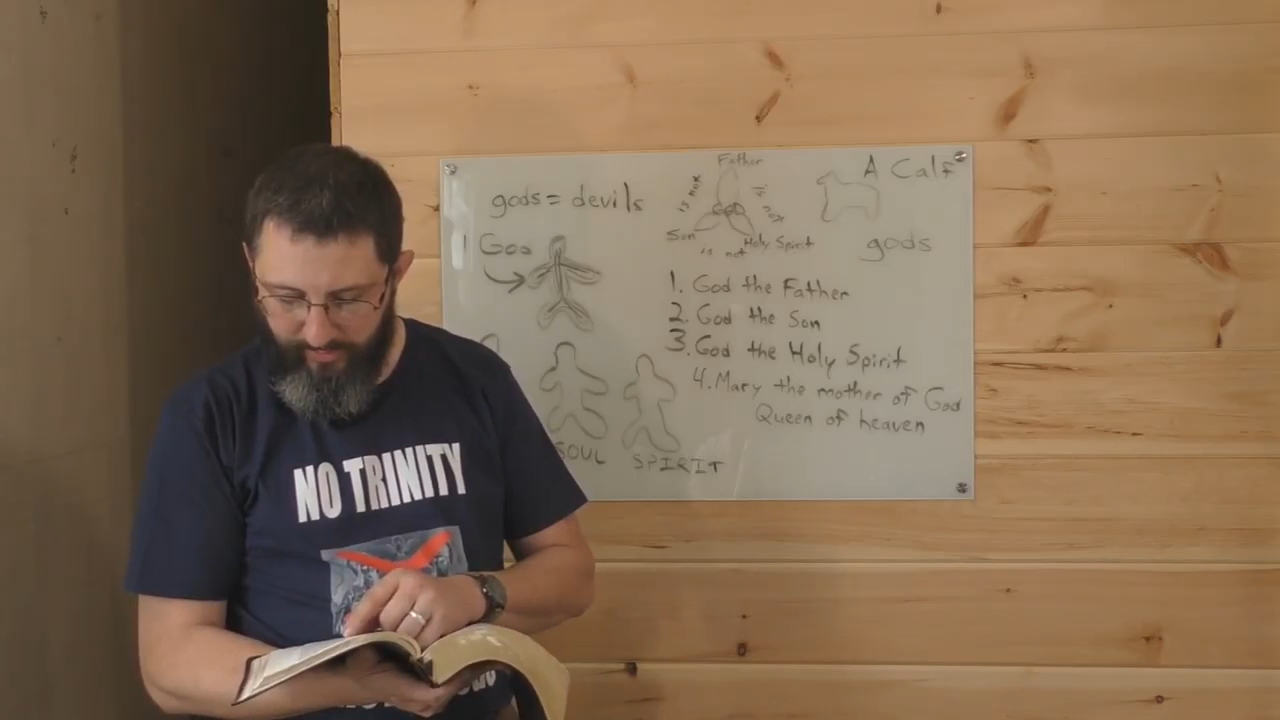 Father
A Calf
gods = devils
is not
is not
1 God
Son
Holy Spirit
is not
gods
1. God the Father
2. God the Son
3. God the Holy Spirit
4. Mary the mother of God
Queen of heaven
SOUL
SPIRIT
NO TRINITY